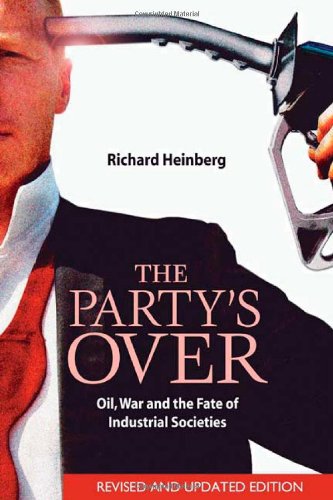 Richard Heinberg
THE
PARTY'S
OVER
Oil, War and the Fate of
Industrial Societies
REVISED AND UPDATED EDITION